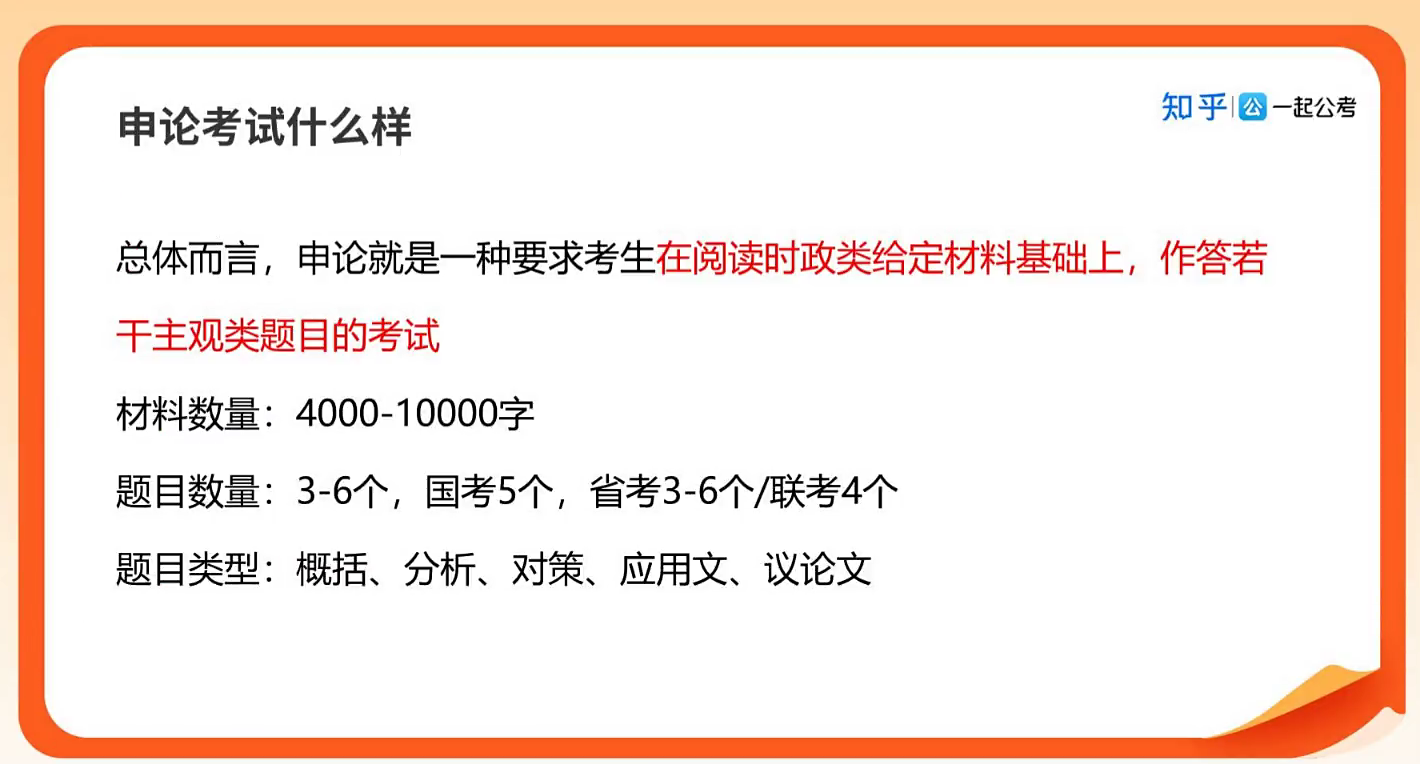 申论考试什么样
知乎 公 一起公考
总体而言，申论就是一种要求考生在阅读时政类给定材料基础上，作答若
干主观类题目的考试
材料数量：4000-10000字
题目数量：3-6个，国考5个，省考3-6个/联考4个
题目类型：概括、分析、对策、应用文、议论文